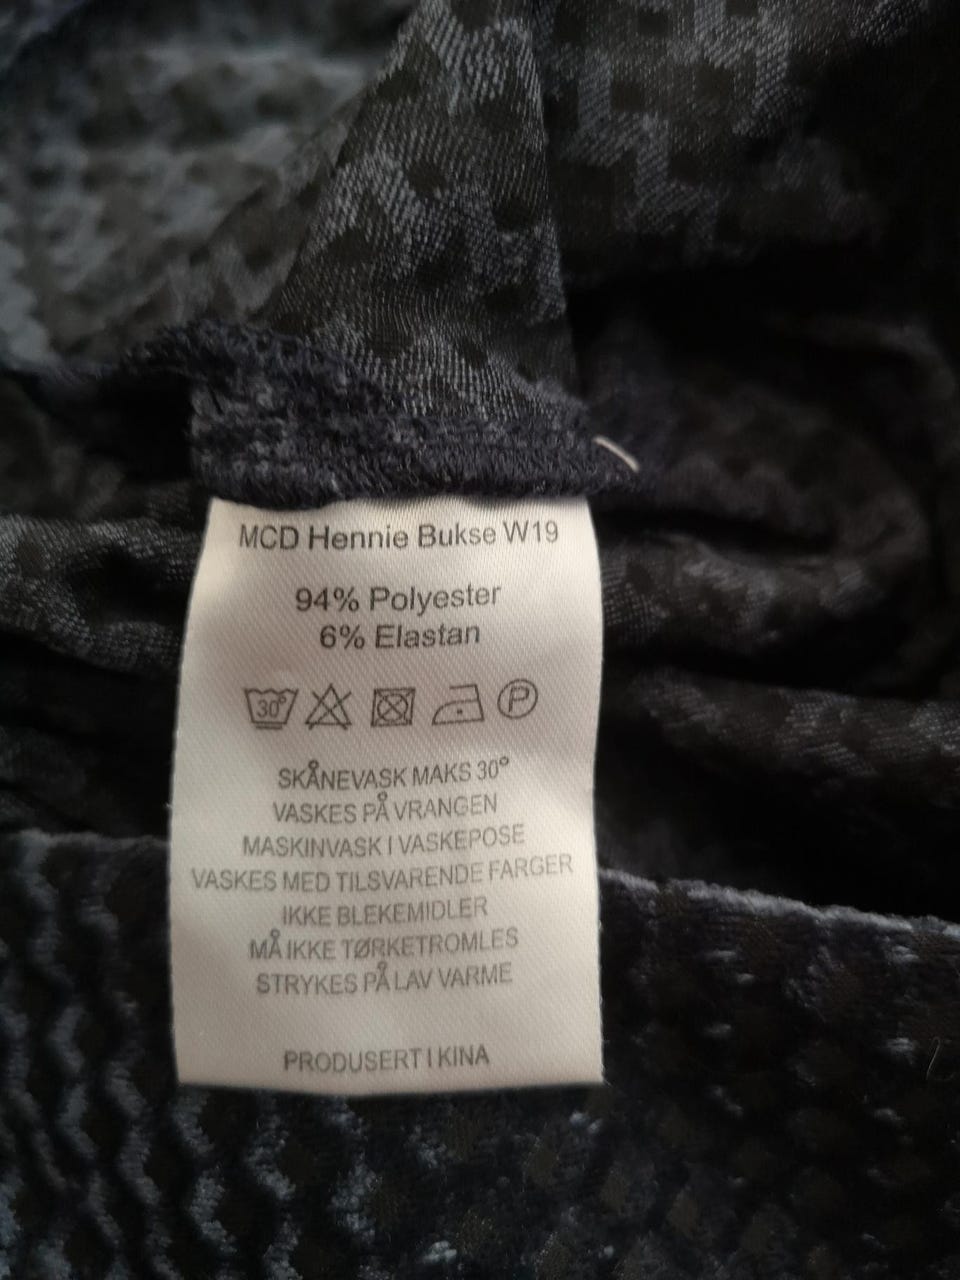 MCD Hennie Bukse W19
94% Polyester
6% Elastan
30° P
SKÅNEVASK MAKS 30°
VASKES PÅ VRANGEN
MASKINVASK I VASKEPOSE
VASKES MED TILSVARENDE FARGER
IKKE BLEKEMIDLER
MÅ IKKE TØRKETROMLES
STRYKES PÅ LAV VARME
PRODUSERT I KINA